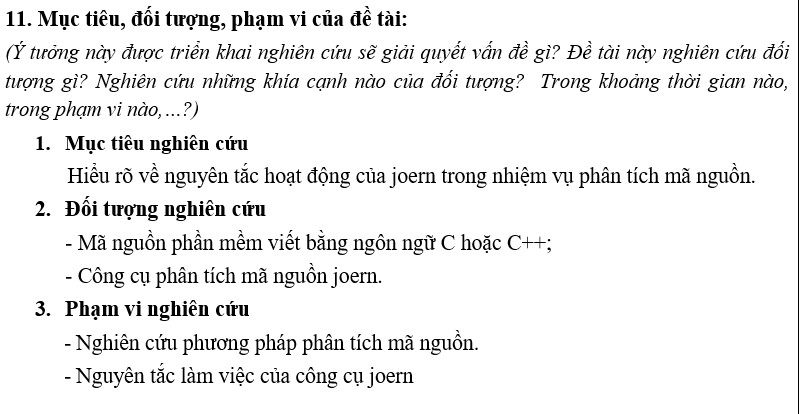 11. Mục tiêu, đối tượng, phạm vi của đề tài:
(Ý tưởng này được triển khai nghiên cứu sẽ giải quyết vấn đề gì? Đề tài này nghiên cứu đối
tượng gì? Nghiên cứu những khía cạnh nào của đối tượng? Trong khoảng thời gian nào,
trong phạm vi nào,…?)
1. Mục tiêu nghiên cứu
Hiểu rõ về nguyên tắc hoạt động của joern trong nhiệm vụ phân tích mã nguồn.
2. Đối tượng nghiên cứu
- Mã nguồn phần mềm viết bằng ngôn ngữ C hoặc C++;
- Công cụ phân tích mã nguồn joern.
3. Phạm vi nghiên cứu
- Nghiên cứu phương pháp phân tích mã nguồn.
- Nguyên tắc làm việc của công cụ joern